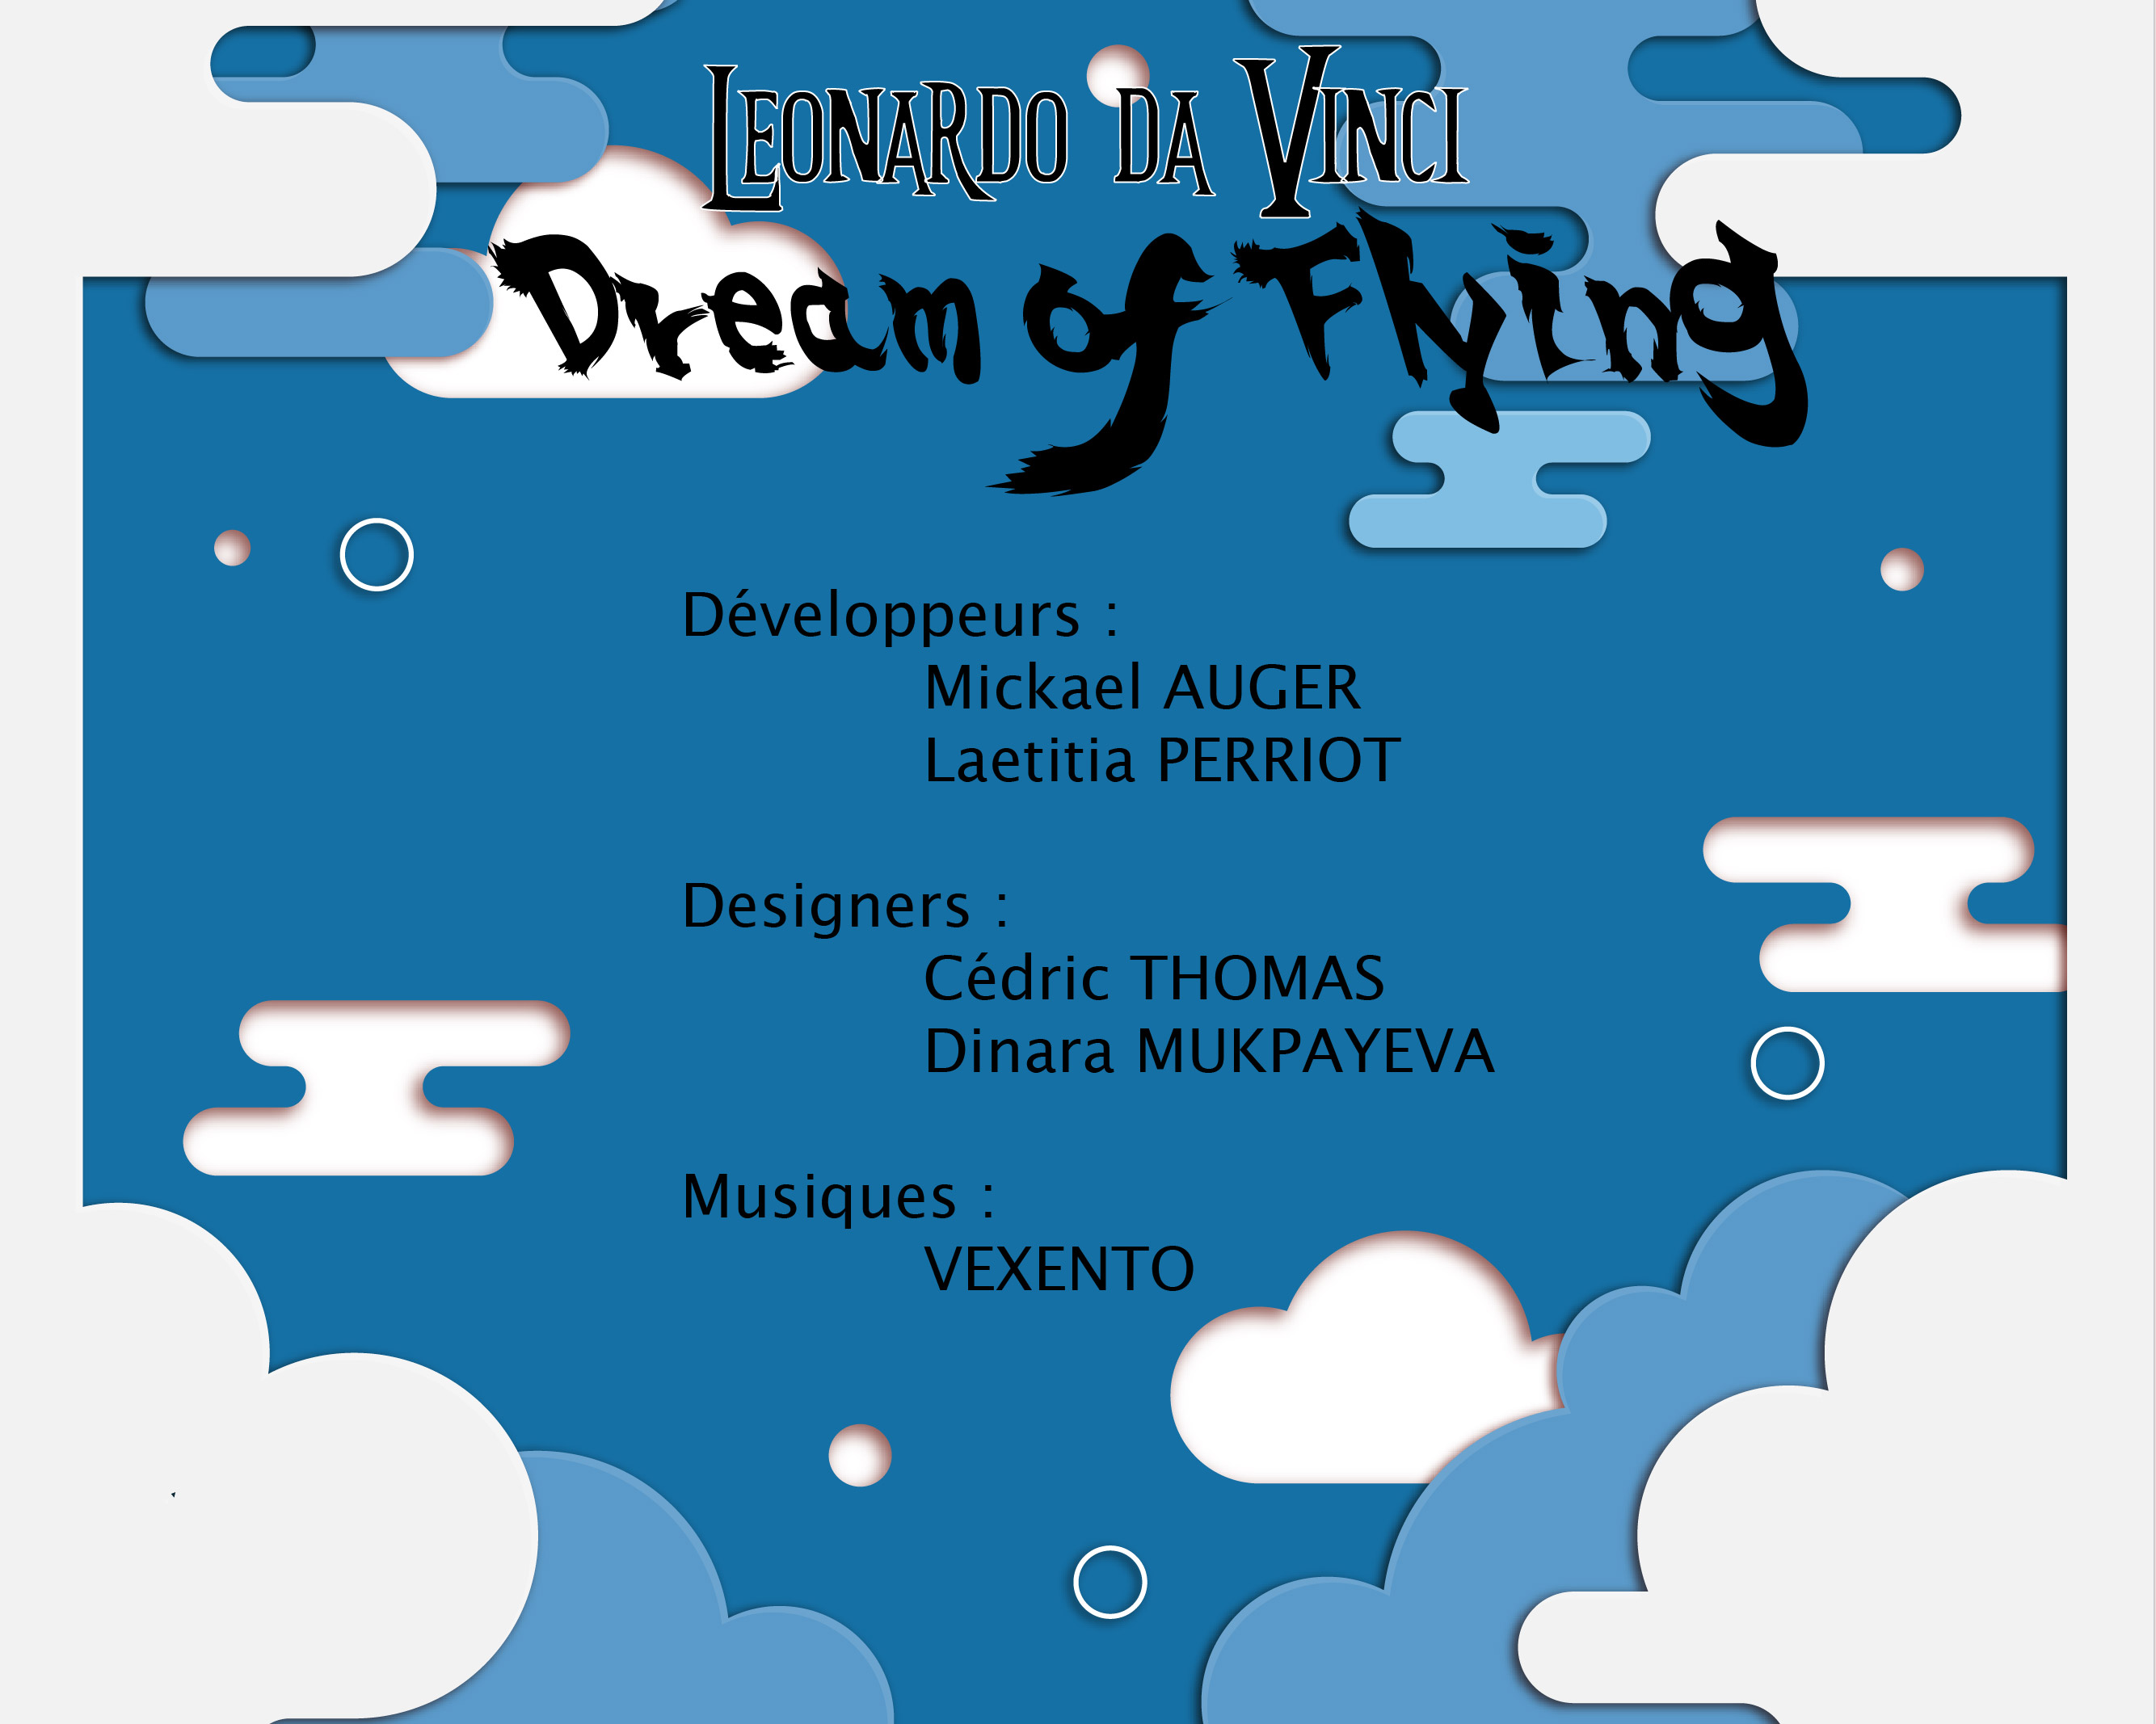 Leonardo da Vinci
Dream of Flying
Développeurs :
Mickael AUGER
Laetitia PERRIOT
Designers :
Cédric THOMAS
Dinara MUKPAYEVA
Musiques :
VEXENTO